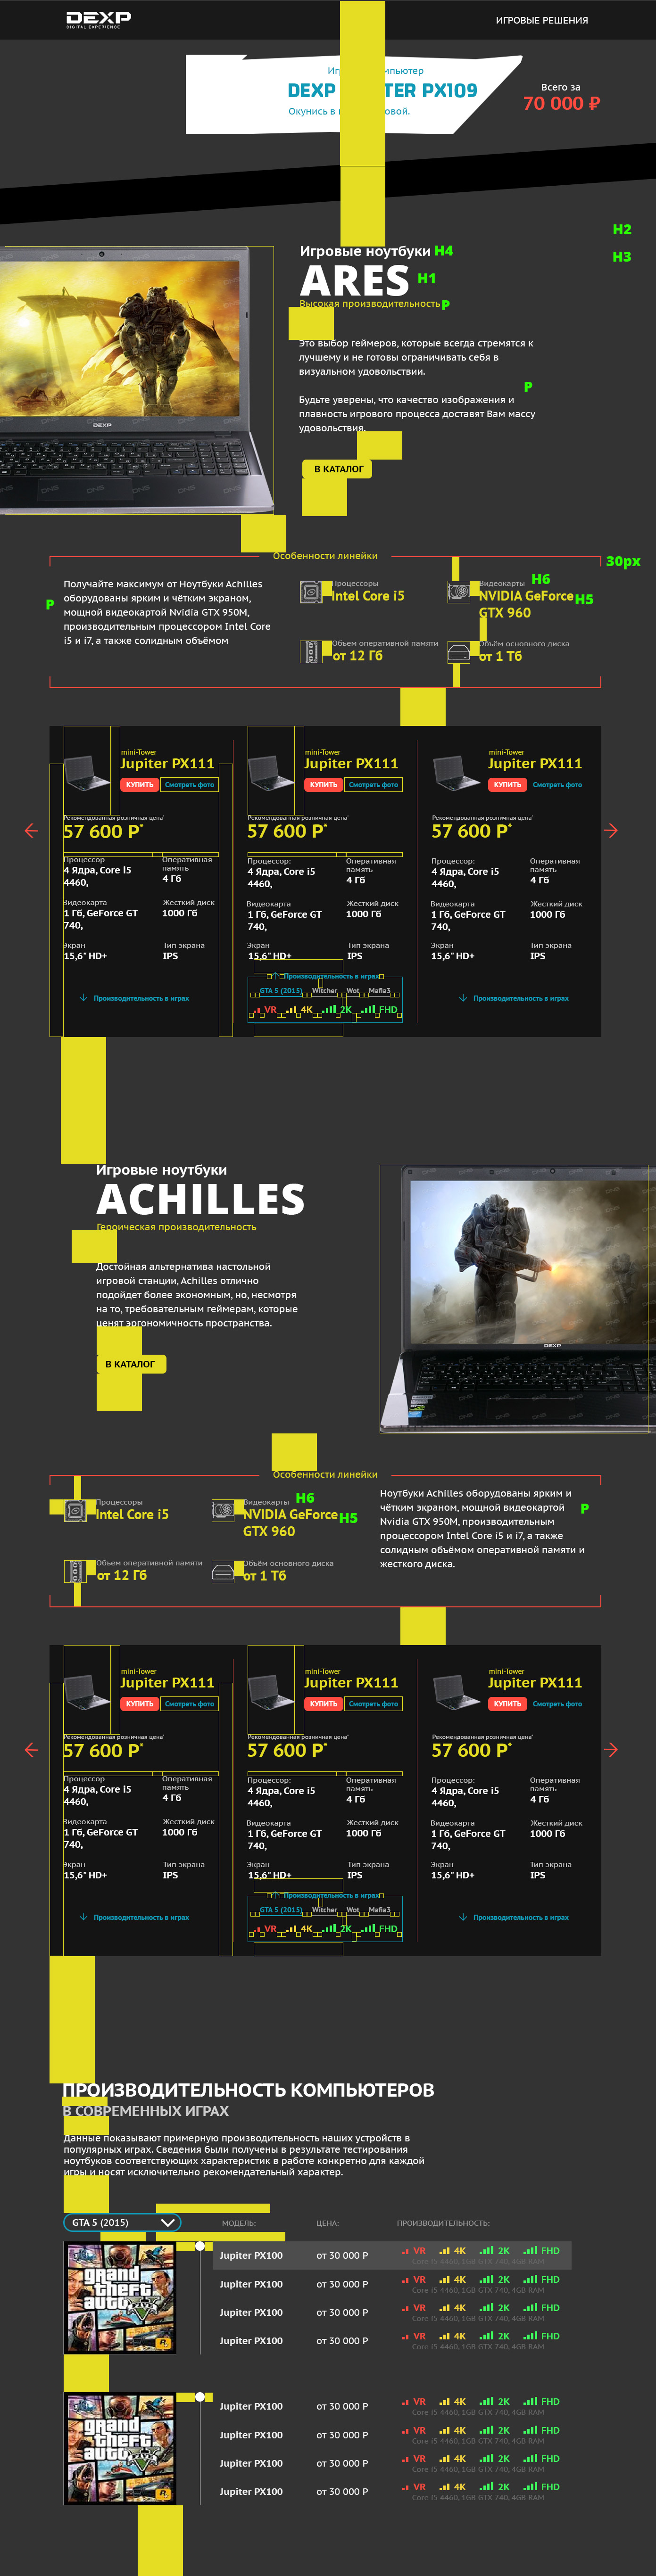 DEXP
DIGITAL EXPERIENCE
ИГРОВЫЕ РЕШЕНИЯ
DEXP
PX109
Окунись в
Всего за
70 000 ₽
H2
Игровые ноутбуки H4
H3
ARES H1
Высокая производительность P
Это выбор геймеров, которые всегда стремятся к
лучшему и не готовы ограничивать себя в
визуальном удовольствии.
P
Будьте уверены, что качество изображения и
плавность игрового процесса доставят Вам массу
удовольствия.
В КАТАЛОГ
Особенности линейки
30px
Получайте максимум от Ноутбуки Achilles
оборудованы ярким и чётким экраном,
мощной видеокартой Nvidia GTX 950M,
производительным процессором Intel Core
i5 и i7, а также солидным объёмом
P
Процессоры
Intel Core i5
Видеокарты H6
NVIDIA GeForce H5
GTX 960
Объем оперативной памяти
от 12 Гб
Объём основного диска
от 1 Тб
mini-Tower
Jupiter PX111
КУПИТЬ Смотреть фото
Рекомендованная розничная цена*
57 600 Р*
Процессор
4 Ядра, Core i5
4460,
Оперативная
память
4 Гб
Видеокарта
1 Гб, GeForce GT
740,
Жесткий диск
1000 Гб
Экран
15,6" HD+
Тип экрана
IPS
Производительность в играх
mini-Tower
Jupiter PX111
КУПИТЬ Смотреть фото
Рекомендованная розничная цена*
57 600 Р*
Процессор:
4 Ядра, Core i5
4460,
Оперативная
память
4 Гб
Видеокарта
1 Гб, GeForce GT
740,
Жесткий диск
1000 Гб
Экран
15,6" HD+
Тип экрана
IPS
Производительность в играх
GTA 5 (2015) Witcher Wot Mafia3
VR 4K 2K FHD
mini-Tower
Jupiter PX111
КУПИТЬ Смотреть фото
Рекомендованная розничная цена*
57 600 Р*
Процессор:
4 Ядра, Core i5
4460,
Оперативная
память
4 Гб
Видеокарта
1 Гб, GeForce GT
740,
Жесткий диск
1000 Гб
Экран
15,6" HD+
Тип экрана
IPS
Производительность в играх
Игровые ноутбуки
ACHILLES
Героическая производительность
Достойная альтернатива настольной
игровой станции, Achilles отлично
подойдет более экономным, но, несмотря
на то, требовательным геймерам, которые
ценят эргономичность пространства.
В КАТАЛОГ
Особенности линейки
Процессоры
Intel Core i5
Видеокарты H6
NVIDIA GeForce H5
GTX 960
Объем оперативной памяти
от 12 Гб
Объём основного диска
от 1 Тб
Ноутбуки Achilles оборудованы ярким и
чётким экраном, мощной видеокартой
Nvidia GTX 950M, производительным
процессором Intel Core i5 и i7, а также
солидным объёмом оперативной памяти и
жесткого диска.
P
mini-Tower
Jupiter PX111
КУПИТЬ Смотреть фото
Рекомендованная розничная цена*
57 600 Р*
Процессор
4 Ядра, Core i5
4460,
Оперативная
память
4 Гб
Видеокарта
1 Гб, GeForce GT
740,
Жесткий диск
1000 Гб
Экран
15,6" HD+
Тип экрана
IPS
Производительность в играх
mini-Tower
Jupiter PX111
КУПИТЬ Смотреть фото
Рекомендованная розничная цена*
57 600 Р*
Процессор:
4 Ядра, Core i5
4460,
Оперативная
память
4 Гб
Видеокарта
1 Гб, GeForce GT
740,
Жесткий диск
1000 Гб
Экран
15,6" HD+
Тип экрана
IPS
Производительность в играх
GTA 5 (2015) Witcher Wot Mafia3
VR 4K 2K FHD
mini-Tower
Jupiter PX111
КУПИТЬ Смотреть фото
Рекомендованная розничная цена*
57 600 Р*
Процессор:
4 Ядра, Core i5
4460,
Оперативная
память
4 Гб
Видеокарта
1 Гб, GeForce GT
740,
Жесткий диск
1000 Гб
Экран
15,6" HD+
Тип экрана
IPS
Производительность в играх
ПРОИЗВОДИТЕЛЬНОСТЬ КОМПЬЮТЕРОВ
В СОВРЕМЕННЫХ ИГРАХ
Данные показывают примерную производительность наших устройств в
популярных играх. Сведения были получены в результате тестирования
ноутбуков соответствующих характеристик в работе конкретно для каждой
игры и носят исключительно рекомендательный характер.
GTA 5 (2015)
МОДЕЛЬ: ЦЕНА: ПРОИЗВОДИТЕЛЬНОСТЬ:
grand
theft
auto
V
Jupiter PX100 от 30 000 Р VR 4K 2K FHD
Core i5 4460, 1GB GTX 740, 4GB RAM
Jupiter PX100 от 30 000 Р VR 4K 2K FHD
Core i5 4460, 1GB GTX 740, 4GB RAM
Jupiter PX100 от 30 000 Р VR 4K 2K FHD
Core i5 4460, 1GB GTX 740, 4GB RAM
Jupiter PX100 от 30 000 Р VR 4K 2K FHD
Core i5 4460, 1GB GTX 740, 4GB RAM
grand
theft
auto
V
Jupiter PX100 от 30 000 Р VR 4K 2K FHD
Core i5 4460, 1GB GTX 740, 4GB RAM
Jupiter PX100 от 30 000 Р VR 4K 2K FHD
Core i5 4460, 1GB GTX 740, 4GB RAM
Jupiter PX100 от 30 000 Р VR 4K 2K FHD
Core i5 4460, 1GB GTX 740, 4GB RAM
Jupiter PX100 от 30 000 Р VR 4K 2K FHD
Core i5 4460, 1GB GTX 740, 4GB RAM